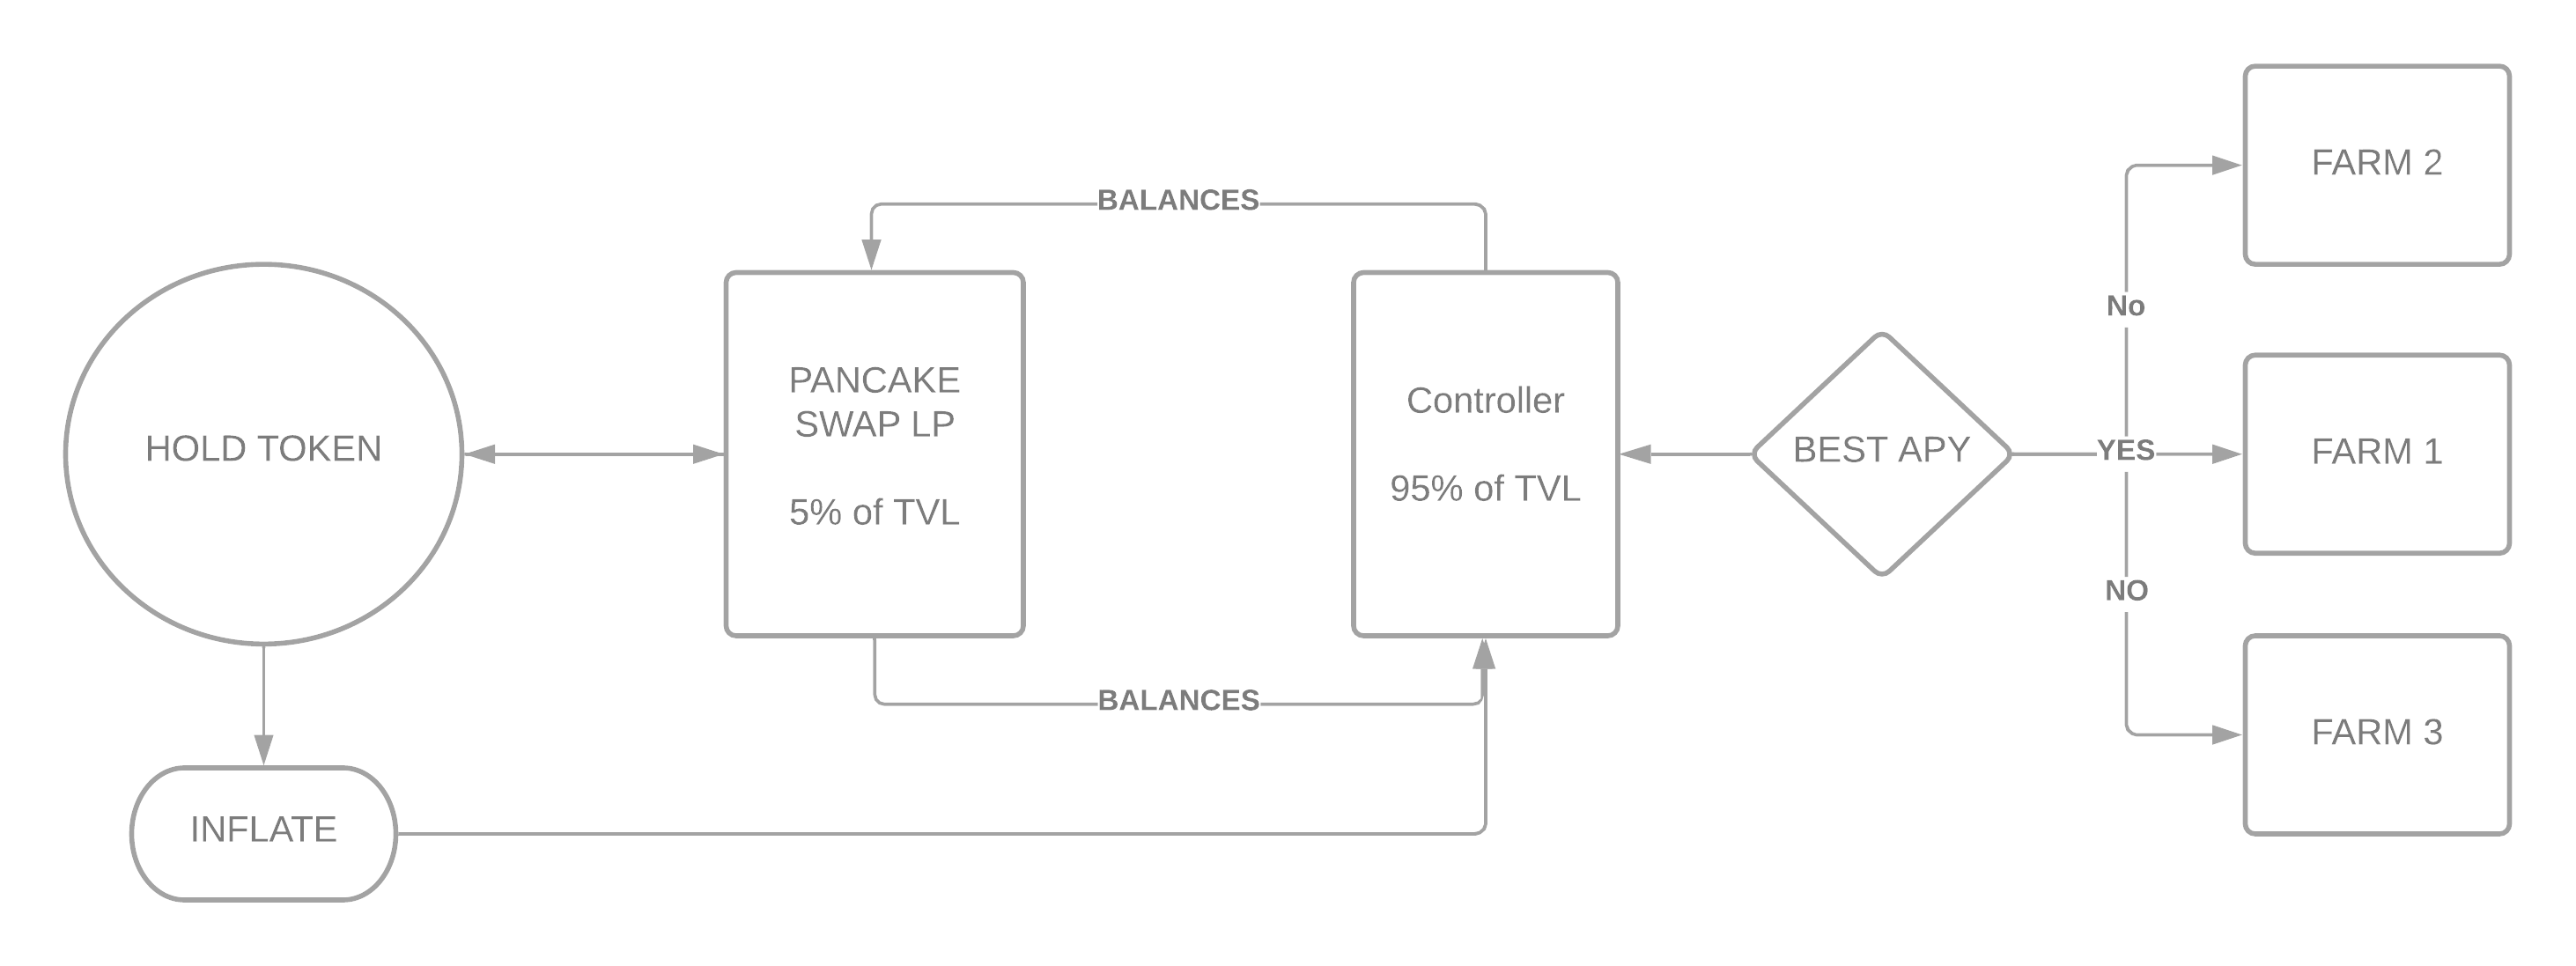 HOLD TOKEN
INFLATE
PANCAKE
SWAP LP
5% of TVL
BALANCES
BALANCES
Controller
95% of TVL
BEST APY
No
YES
NO
FARM 2
FARM 1
FARM 3